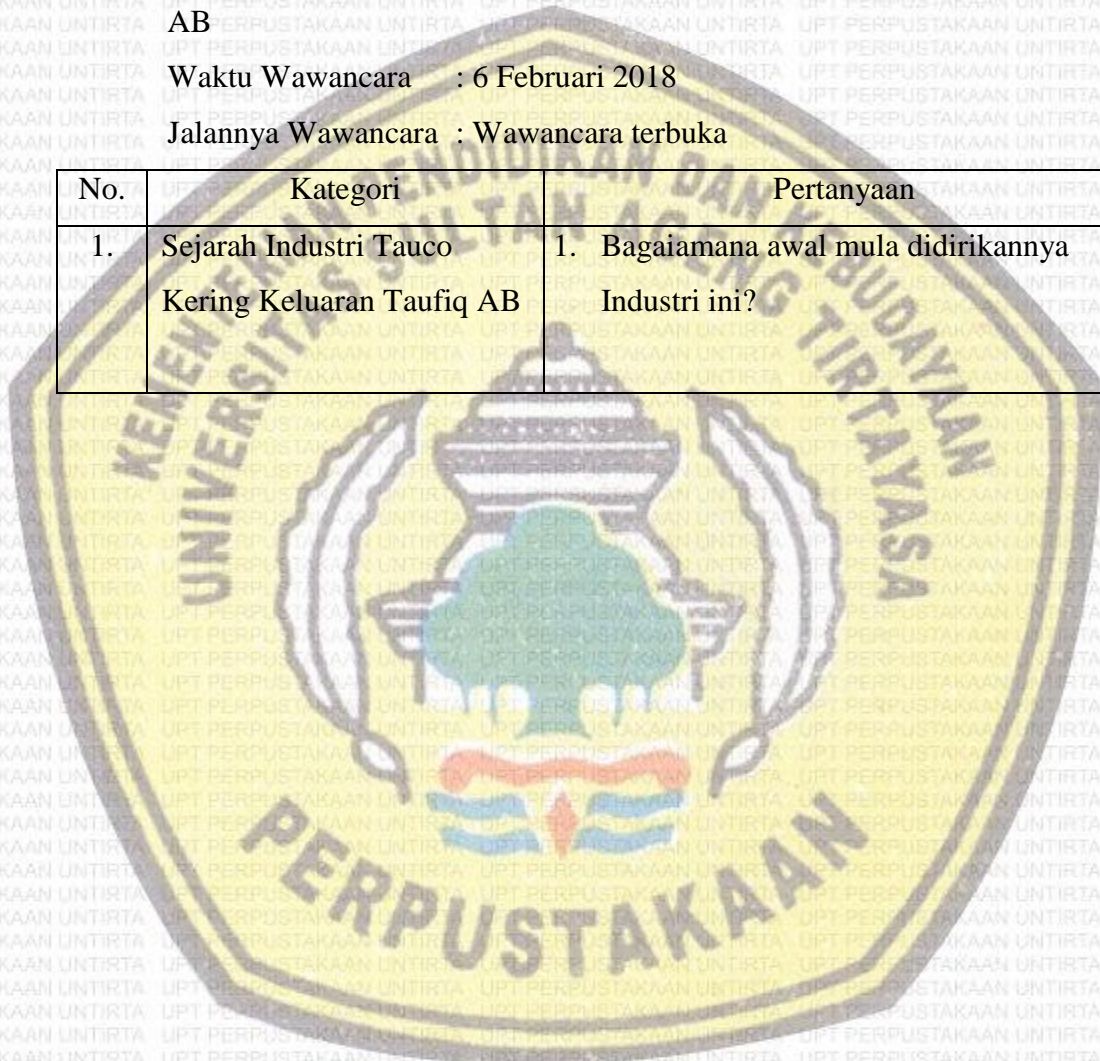 AB
Waktu Wawancara : 6 Februari 2018
Jalannya Wawancara : Wawancara terbuka
No. Kategori Pertanyaan
1. Sejarah Industri Tauco 1. Bagaiamana awal mula didirikannya
Kering Keluaran Taufiq AB Industri ini?
KEMENTERIAM PENDIDIKAN DAN KEBUDAYAAN
UNIVERSITAS SULTAN AGENG TIRTAYASA
PERPUSTAKAAN
UPT PERPUSTAKAAN UNTIRTA